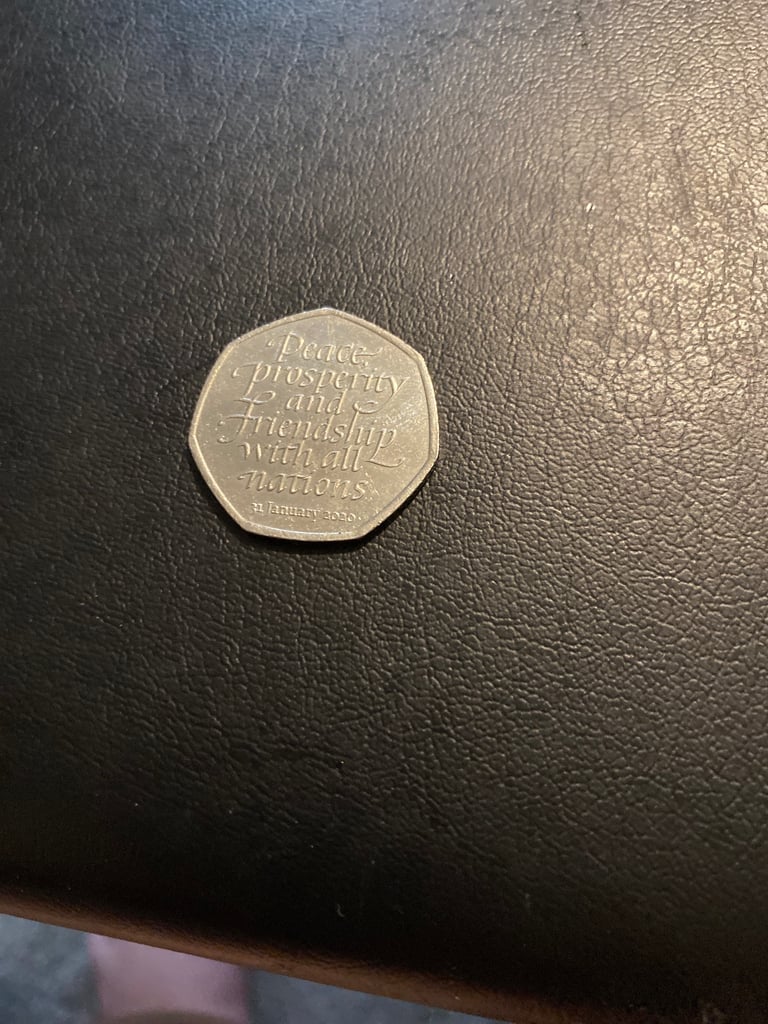 Peace,
prosperity
and
friendship
with all
nations
31 January 2020